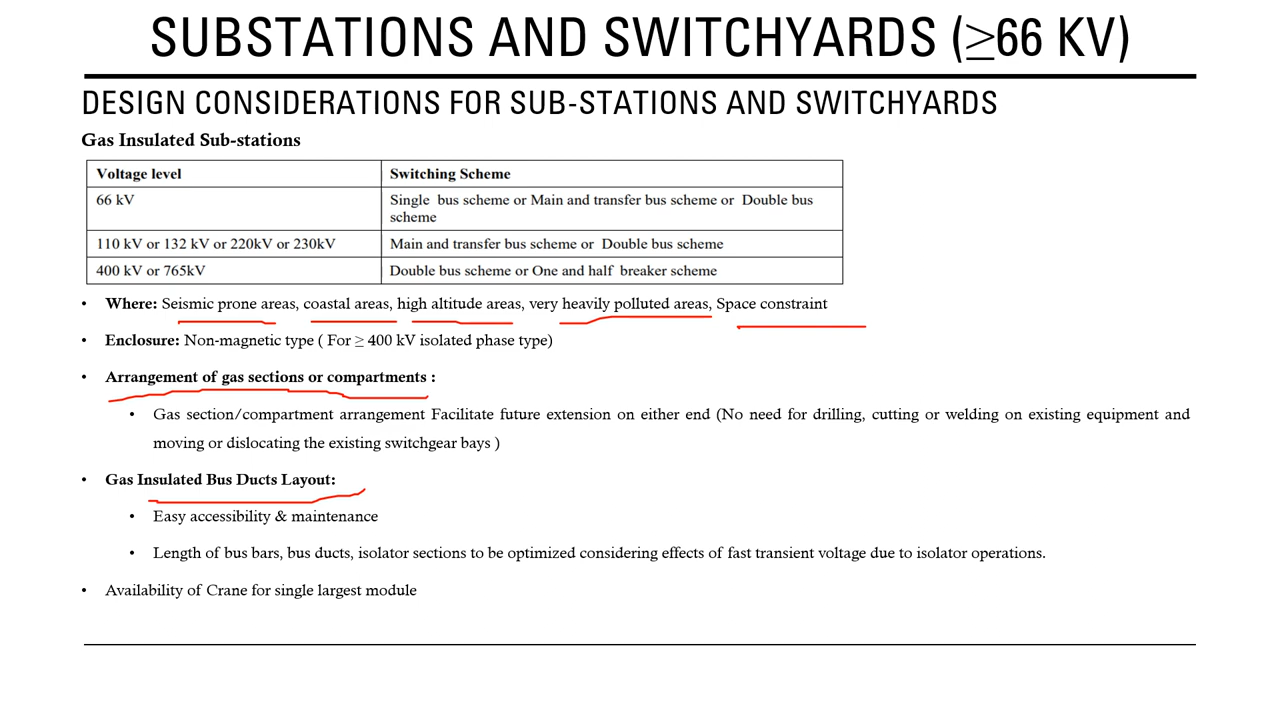 SUBSTATIONS AND SWITCHYARDS (≥66 KV)
DESIGN CONSIDERATIONS FOR SUB-STATIONS AND SWITCHYARDS
Gas Insulated Sub-stations
Voltage level Switching Scheme
66 kV Single bus scheme or Main and transfer bus scheme or Double bus
scheme
110 kV or 132 kV or 220kV or 230kV Main and transfer bus scheme or Double bus scheme
400 kV or 765kV Double bus scheme or One and half breaker scheme
• Where: Seismic prone areas, coastal areas, high altitude areas, very heavily polluted areas, Space constraint
• Enclosure: Non-magnetic type ( For ≥ 400 kV isolated phase type)
• Arrangement of gas sections or compartments :
• Gas section/compartment arrangement Facilitate future extension on either end (No need for drilling, cutting or welding on existing equipment and
moving or dislocating the existing switchgear bays )
• Gas Insulated Bus Ducts Layout:
• Easy accessibility & maintenance
• Length of bus bars, bus ducts, isolator sections to be optimized considering effects of fast transient voltage due to isolator operations.
• Availability of Crane for single largest module